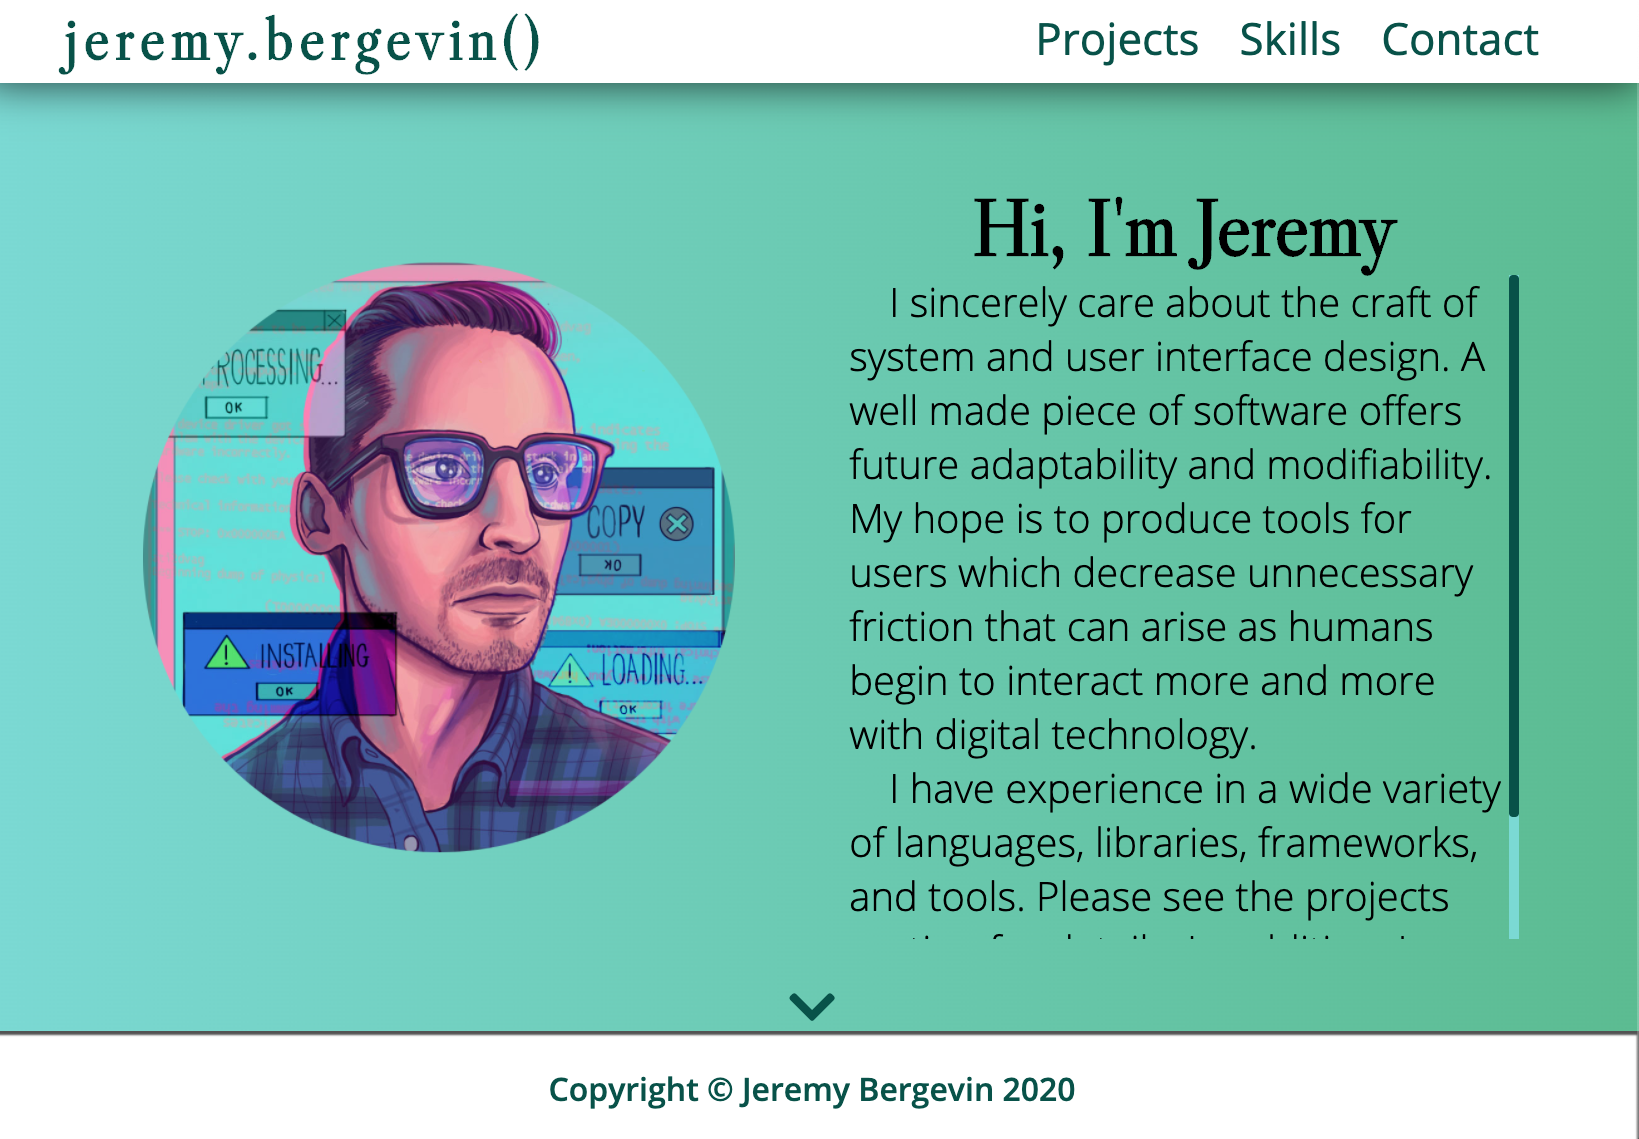 jeremy.bergevin()
Projects Skills Contact
Hi, I'm Jeremy
I sincerely care about the craft of
system and user interface design. A
well made piece of software offers
future adaptability and modifiability.
My hope is to produce tools for
users which decrease unnecessary
friction that can arise as humans
begin to interact more and more
with digital technology.
I have experience in a wide variety
of languages, libraries, frameworks,
and tools. Please see the projects
PROCESSING...
OK
COPY
OK
INSTALLING
OK
LOADING...
OK
Copyright © Jeremy Bergevin 2020